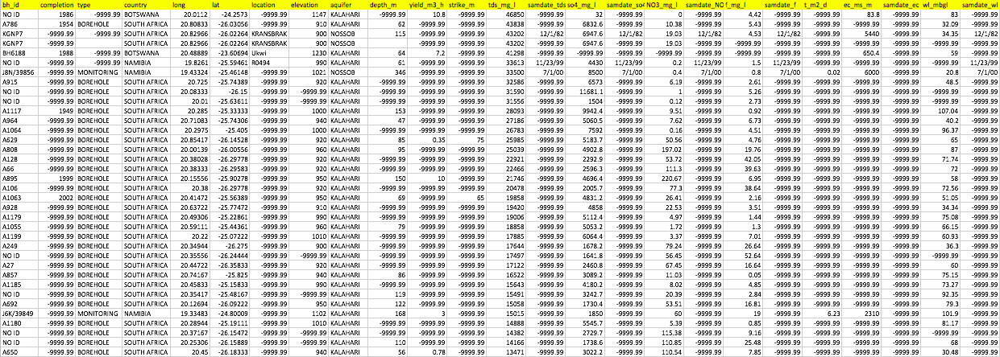 bh_id completion type country long lat location elevation aquifer depth_m yield_m3_h strike_m tds_mg_l samdate_tds so4_mg_l samdate_so4 NO3_mg_l samdate_NO f_mg_l samdate_f t_m2_d ec_ms_m samdate_ec wl_mbgl samdate_wl
NO ID 1986 -9999.99 BOTSWANA 20.0112 -24.2573 -9999.99 1147 KALAHARI -9999.99 10.8 -9999.99 46850 -9999.99 32 -9999.99 0 -9999.99 4.42 -9999.99 -9999.99 83.8 -9999.99 83 -9999.99
A786 1954 BOREHOLE SOUTH AFRICA 20.80833 -26.03056 -9999.99 910 KALAHARI 62 -9999.99 -9999.99 43838 -9999.99 6832.6 -9999.99 10.38 -9999.99 5.43 -9999.99 -9999.99 -9999.99 -9999.99 32.09 -9999.99
KGNP7 -9999.99 -9999.99 SOUTH AFRICA 20.82966 -26.02264 KRANSBRAK 900 NOSSOB 115 -9999.99 -9999.99 43202 12/1/82 6947.6 12/1/82 19.03 12/1/82 4.53 12/1/82 -9999.99 5440 -9999.99 34.35 12/1/82
KGNP7 -9999.99 SOUTH AFRICA 20.82966 -26.02264 KRANSBRAK 900 NOSSOB -9999.99 -9999.99 43202 -9999.99 6947.6 -9999.99 19.03 -9999.99 -9999.99 -9999.99 -9999.99 -9999.99 -9999.99 -9999.99 -9999.99
BH6188 1988 -9999.99 BOTSWANA 20.48889 -23.60694 Ukwi 1230 KALAHARI 64 7.2 -9999.99 41298 -9999.99 -9999.99 -9999.99 -9999.99 -9999.99 -9999.99 -9999.99 -9999.99 650.4 -9999.99 59 -9999.99
NO ID -9999.99 -9999.99 NAMIBIA 19.8261 -25.59461 R0494 990 KALAHARI 61 -9999.99 -9999.99 33613 11/23/99 4430 11/23/99 0.2 11/23/99 1.5 11/23/99 -9999.99 -9999.99 -9999.99 -9999.99 11/23/99
J8N/39856 -9999.99 MONITORING NAMIBIA 19.43324 -25.46148 -9999.99 1021 NOSSOB 346 -9999.99 -9999.99 33500 7/1/00 8500 7/1/00 0.4 7/1/00 0.8 7/1/00 0.02 6000 7/1/00 20.8 7/1/00
A915 -9999.99 BOREHOLE SOUTH AFRICA 20.725 -25.74389 -9999.99 920 KALAHARI -9999.99 -9999.99 -9999.99 32586 -9999.99 6573 -9999.99 6.19 -9999.99 2.61 -9999.99 -9999.99 -9999.99 -9999.99 48.5 -9999.99
NO ID -9999.99 BOREHOLE SOUTH AFRICA 20.08333 -26.15 -9999.99 -9999.99 KALAHARI -9999.99 -9999.99 -9999.99 31590 -9999.99 11681.1 -9999.99 1 -9999.99 5.26 -9999.99 -9999.99 -9999.99 -9999.99 -9999.99 -9999.99
NO ID -9999.99 BOREHOLE SOUTH AFRICA 20.01 -25.63611 -9999.99 -9999.99 KALAHARI -9999.99 -9999.99 -9999.99 31556 -9999.99 1504 -9999.99 0.12 -9999.99 2.73 -9999.99 -9999.99 -9999.99 -9999.99 -9999.99 -9999.99
A1117 1949 BOREHOLE SOUTH AFRICA 20.285 -25.33333 -9999.99 1000 KALAHARI 153 -9999.99 -9999.99 28093 -9999.99 9942.4 -9999.99 9.51 -9999.99 0.92 -9999.99 -9999.99 -9999.99 -9999.99 107.04 -9999.99
A964 -9999.99 BOREHOLE SOUTH AFRICA 20.71083 -25.74306 -9999.99 940 KALAHARI 47 -9999.99 -9999.99 27186 -9999.99 5060.5 -9999.99 7.62 -9999.99 6.73 -9999.99 -9999.99 -9999.99 -9999.99 40.2 -9999.99
A1064 -9999.99 BOREHOLE SOUTH AFRICA 20.2975 -25.405 -9999.99 1000 KALAHARI -9999.99 -9999.99 -9999.99 26783 -9999.99 7592 -9999.99 0.16 -9999.99 4.51 -9999.99 -9999.99 -9999.99 -9999.99 96.37 -9999.99
A629 -9999.99 BOREHOLE SOUTH AFRICA 20.85417 -26.14528 -9999.99 920 KALAHARI 85 0.35 75 25985 -9999.99 5183.7 -9999.99 50.56 -9999.99 4.76 -9999.99 -9999.99 -9999.99 -9999.99 65 -9999.99
A808 -9999.99 BOREHOLE SOUTH AFRICA 20.00139 -26.00556 -9999.99 960 KALAHARI 95 -9999.99 -9999.99 25039 -9999.99 4902.8 -9999.99 197.02 -9999.99 19.76 -9999.99 -9999.99 -9999.99 -9999.99 87 -9999.99
A128 -9999.99 BOREHOLE SOUTH AFRICA 20.38028 -26.29778 -9999.99 920 KALAHARI -9999.99 -9999.99 -9999.99 22921 -9999.99 2292.9 -9999.99 53.72 -9999.99 42.05 -9999.99 -9999.99 -9999.99 -9999.99 71.74 -9999.99
A66 -9999.99 BOREHOLE SOUTH AFRICA 20.38333 -26.29583 -9999.99 920 KALAHARI -9999.99 -9999.99 -9999.99 22466 -9999.99 2596.3 -9999.99 111.3 -9999.99 39.63 -9999.99 -9999.99 -9999.99 -9999.99 72 -9999.99
A895 1999 BOREHOLE SOUTH AFRICA 20.15556 -25.90278 -9999.99 950 KALAHARI 150 10 -9999.99 21746 -9999.99 4696.4 -9999.99 220.67 -9999.99 6.95 -9999.99 -9999.99 -9999.99 -9999.99 58 -9999.99
A106 -9999.99 BOREHOLE SOUTH AFRICA 20.38 -26.29778 -9999.99 920 KALAHARI -9999.99 -9999.99 -9999.99 20478 -9999.99 2005.7 -9999.99 77.3 -9999.99 38.64 -9999.99 -9999.99 -9999.99 -9999.99 72.56 -9999.99
A1063 2002 BOREHOLE SOUTH AFRICA 20.41472 -25.56389 -9999.99 950 KALAHARI 69 -9999.99 65 19858 -9999.99 4831.2 -9999.99 26.41 -9999.99 2.16 -9999.99 -9999.99 -9999.99 -9999.99 51.05 -9999.99
A928 -9999.99 BOREHOLE SOUTH AFRICA 20.63722 -25.77472 -9999.99 910 KALAHARI -9999.99 -9999.99 -9999.99 19420 -9999.99 4858 -9999.99 22.53 -9999.99 3.51 -9999.99 -9999.99 -9999.99 -9999.99 34.34 -9999.99
A1179 -9999.99 BOREHOLE SOUTH AFRICA 20.49306 -25.22861 -9999.99 990 KALAHARI -9999.99 -9999.99 -9999.99 19006 -9999.99 5112.4 -9999.99 4.97 -9999.99 1.44 -9999.99 -9999.99 -9999.99 -9999.99 75.08 -9999.99
A1055 -9999.99 BOREHOLE SOUTH AFRICA 20.59111 -25.44361 -9999.99 960 KALAHARI 79 -9999.99 -9999.99 18858 -9999.99 5053.2 -9999.99 1.72 -9999.99 1.3 -9999.99 -9999.99 -9999.99 -9999.99 66.15 -9999.99
A1199 -9999.99 BOREHOLE SOUTH AFRICA 20.22 -25.07222 -9999.99 1010 KALAHARI -9999.99 -9999.99 -9999.99 17885 -9999.99 6064.4 -9999.99 3.37 -9999.99 7.01 -9999.99 -9999.99 -9999.99 -9999.99 60.93 -9999.99
A249 -9999.99 BOREHOLE SOUTH AFRICA 20.34944 -26.275 -9999.99 900 KALAHARI -9999.99 -9999.99 -9999.99 17644 -9999.99 1678.2 -9999.99 79.24 -9999.99 26.64 -9999.99 -9999.99 -9999.99 -9999.99 36.3 -9999.99
NO ID -9999.99 BOREHOLE SOUTH AFRICA 20.35556 -26.24444 -9999.99 -9999.99 KALAHARI -9999.99 -9999.99 -9999.99 17497 -9999.99 1641.8 -9999.99 56.45 -9999.99 52.64 -9999.99 -9999.99 -9999.99 -9999.99 -9999.99 -9999.99
A27 -9999.99 BOREHOLE SOUTH AFRICA 20.44722 -26.35833 -9999.99 920 KALAHARI -9999.99 -9999.99 -9999.99 17122 -9999.99 2460.8 -9999.99 67.45 -9999.99 16.64 -9999.99 -9999.99 -9999.99 -9999.99 60 -9999.99
A857 -9999.99 BOREHOLE SOUTH AFRICA 20.74167 -25.825 -9999.99 940 KALAHARI 86 -9999.99 -9999.99 16522 -9999.99 3089.2 -9999.99 11.03 -9999.99 0.05 -9999.99 -9999.99 -9999.99 -9999.99 75.15 -9999.99
A1185 -9999.99 BOREHOLE SOUTH AFRICA 20.45833 -25.15833 -9999.99 990 KALAHARI -9999.99 -9999.99 -9999.99 15643 -9999.99 4180.2 -9999.99 8.02 -9999.99 4.85 -9999.99 -9999.99 -9999.99 -9999.99 73.27 -9999.99
NO ID -9999.99 BOREHOLE SOUTH AFRICA 20.35417 -25.48167 -9999.99 -9999.99 KALAHARI 119 -9999.99 -9999.99 15491 -9999.99 3242.7 -9999.99 20.39 -9999.99 2.84 -9999.99 -9999.99 -9999.99 -9999.99 92.35 -9999.99
A692 -9999.99 BOREHOLE SOUTH AFRICA 20.12694 -26.09222 -9999.99 950 KALAHARI 122 -9999.99 -9999.99 15058 -9999.99 1730.4 -9999.99 53.51 -9999.99 16.81 -9999.99 -9999.99 -9999.99 -9999.99 79.3 -9999.99
J6K/39849 -9999.99 MONITORING NAMIBIA 19.33483 -24.80009 -9999.99 1102 KALAHARI 168 3 -9999.99 15015 -9999.99 1850 -9999.99 60 -9999.99 19 -9999.99 6.23 2310 -9999.99 101.9 -9999.99
A1180 -9999.99 BOREHOLE SOUTH AFRICA 20.28944 -25.19111 -9999.99 1010 KALAHARI -9999.99 -9999.99 -9999.99 14888 -9999.99 5545.7 -9999.99 5.39 -9999.99 0.85 -9999.99 -9999.99 -9999.99 -9999.99 81.17 -9999.99
NO ID -9999.99 BOREHOLE SOUTH AFRICA 20.37167 -26.15472 -9999.99 -9999.99 KALAHARI -9999.99 -9999.99 -9999.99 14382 -9999.99 2729.7 -9999.99 115.38 -9999.99 9.16 -9999.99 -9999.99 -9999.99 -9999.99 -9999.99 -9999.99
NO ID -9999.99 BOREHOLE SOUTH AFRICA 20.25306 -26.15889 -9999.99 -9999.99 KALAHARI -9999.99 -9999.99 -9999.99 14166 -9999.99 1738.6 -9999.99 110.85 -9999.99 25.48 -9999.99 -9999.99 -9999.99 -9999.99 68 -9999.99
A650 -9999.99 BOREHOLE SOUTH AFRICA 20.45 -26.18333 -9999.99 940 KALAHARI 56 0.78 -9999.99 13471 -9999.99 3022.2 -9999.99 110.54 -9999.99 7.85 -9999.99 -9999.99 -9999.99 -9999.99 30.48 -9999.99